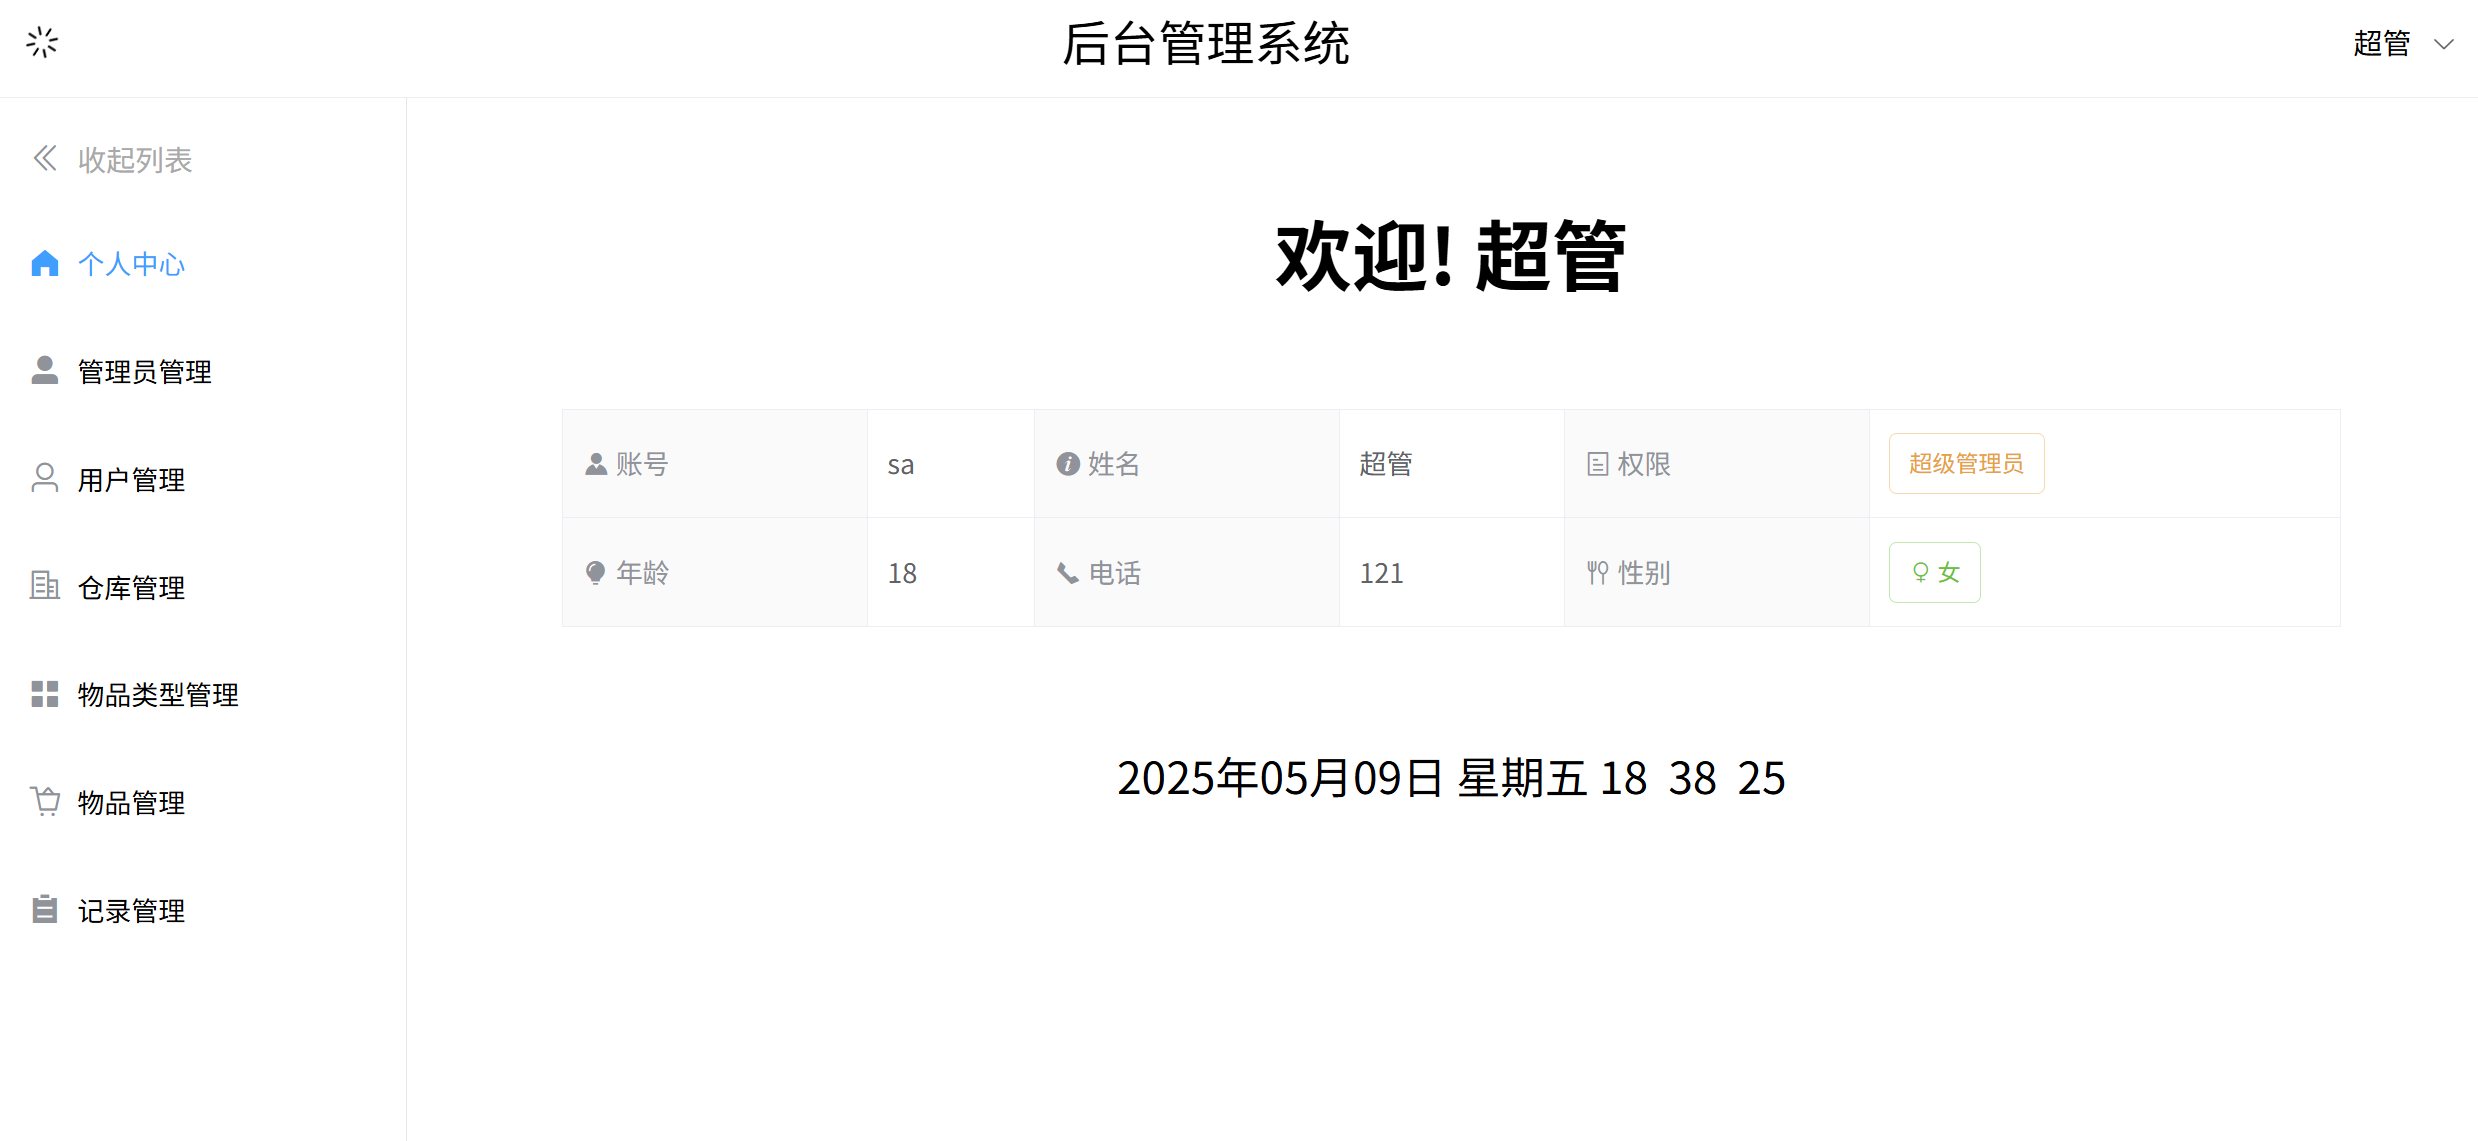 后台管理系统
超管
收起列表
个人中心
管理员管理
用户管理
仓库管理
物品类型管理
物品管理
记录管理
欢迎! 超管
账号 sa 姓名 超管 权限 超级管理员
年龄 18 电话 121 性别 女
2025年05月09日 星期五 18 38 25